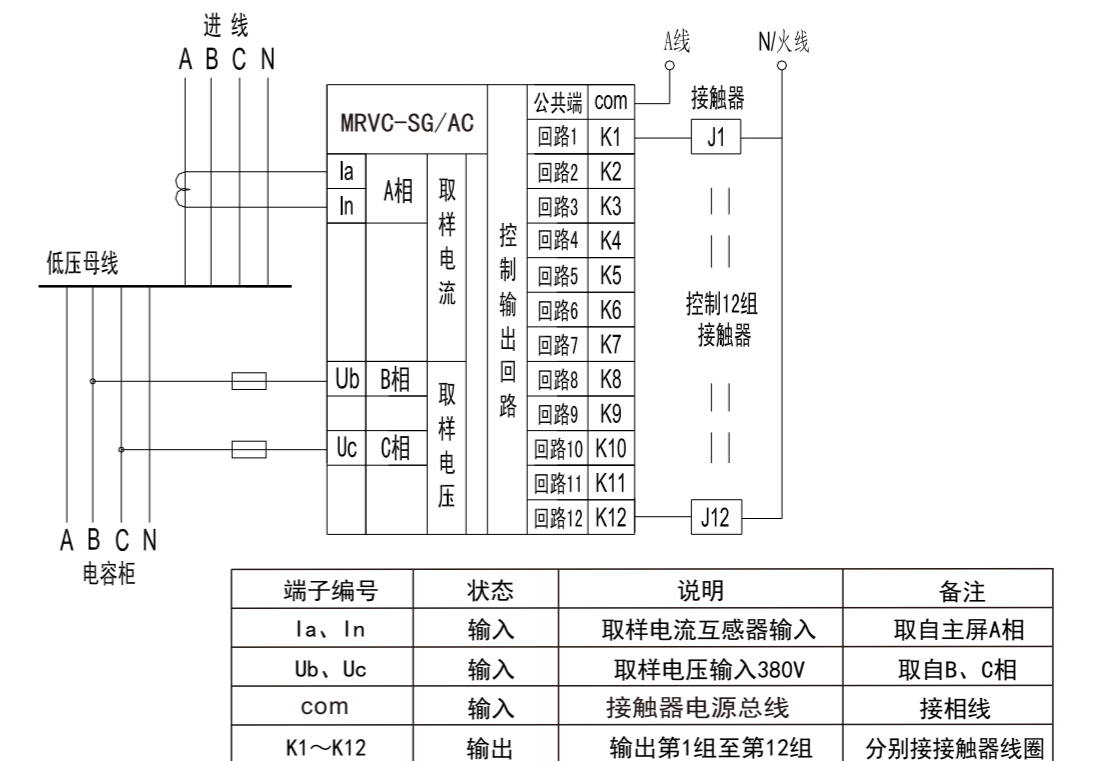 进 线
A B C N
A线
N/火线
MRVC-SG/AC
公共端 com
接触器
回路1 K1
J1
Ia
A相
In
取样电流
控制输出回路
回路2 K2
回路3 K3
回路4 K4
回路5 K5
回路6 K6
回路7 K7
回路8 K8
回路9 K9
回路10 K10
回路11 K11
回路12 K12
控制12组
接触器
J12
低压母线
Ub B相
Uc C相
取样电压
A B C N
电容柜
端子编号 状态 说明 备注
Ia、In 输入 取样电流互感器输入 取自主屏A相
Ub、Uc 输入 取样电压输入380V 取自B、C相
com 输入 接触器电源总线 接相线
K1～K12 输出 输出第1组至第12组 分别接接触器线圈